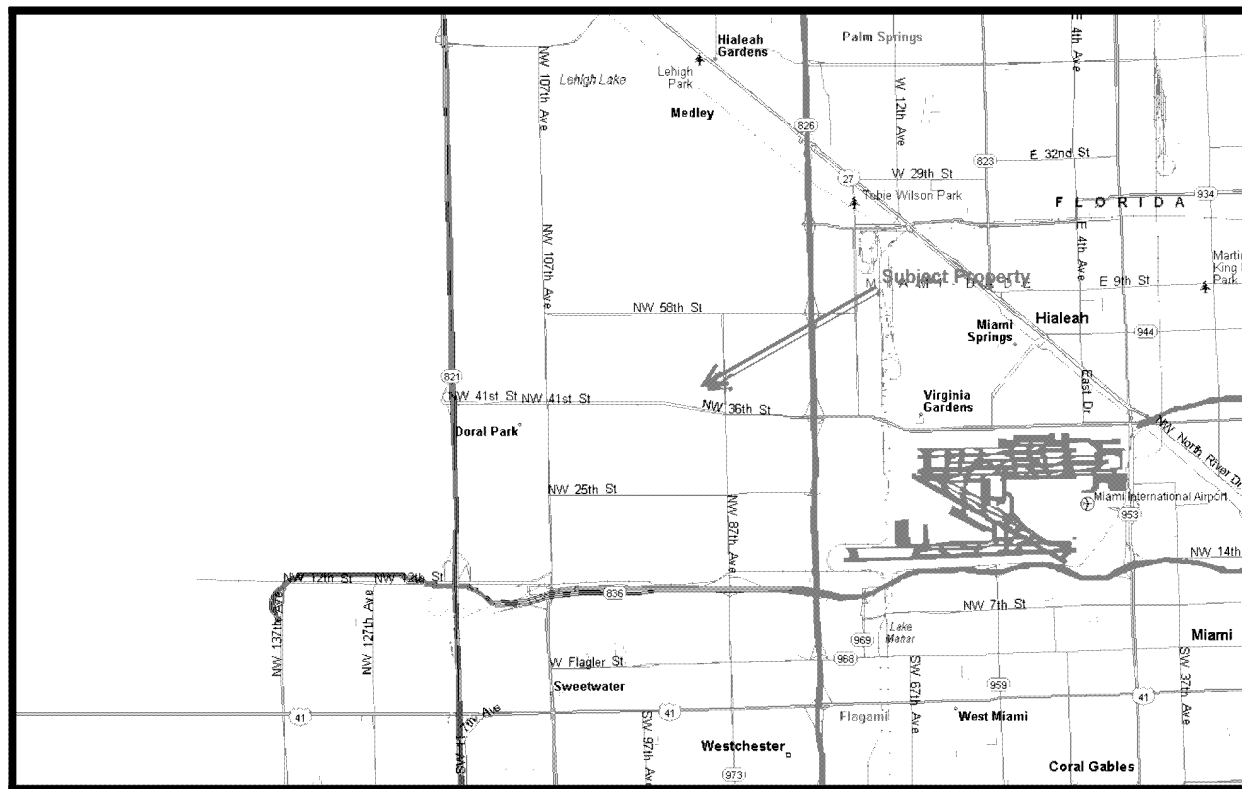 Hialeah
Gardens
Palm Springs
E 4th Ave
NW 107th Ave
Lehigh Lake
Lehigh
Park
Medley
W 12th Ave
826
823
E 32nd St
27
W 29th St
Tobie Wilson Park
934
FLORIDA
NW 107th Ave
E 4th Ave
Subject Property
MIAMI-DADE
E 9th St
Martin
King
Park
NW 58th St
Hialeah
Miami
Springs
944
821
East Dr
NW 41st St
NW 41st St
NW 36th St
Virginia
Gardens
Doral Park
NW North River Dr
NW 25th St
NW 87th Ave
Miami International Airport
953
NW 14th
NW 12th St
NW 12th St
836
NW 137th Ave
NW 127th Ave
NW 7th St
Lake
969
Miami
968
W Flagler St
Sweetwater
SW 67th Ave
959
SW 37th Ave
41
41
41
Flagami
West Miami
SW 97th Ave
Westchester
973
Coral Gables